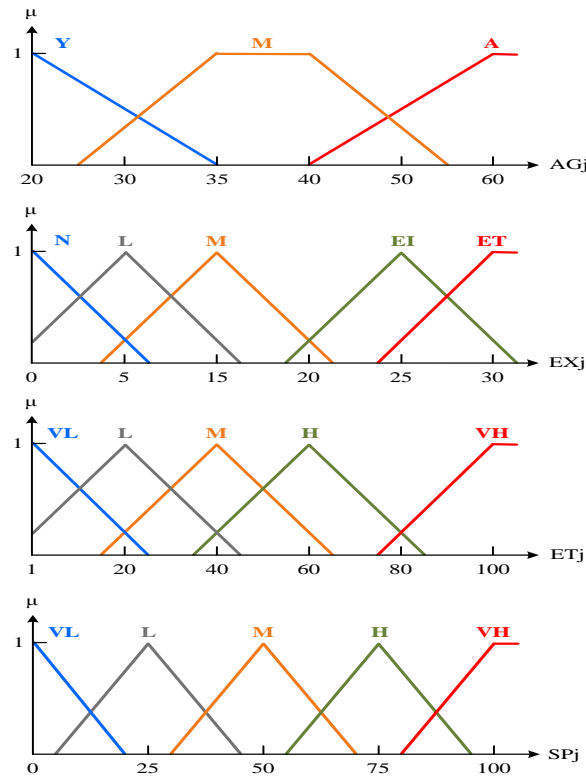 μ
Y M A
1
20 30 35 40 50 60 AGj
μ
N L M EI ET
1
0 5 15 20 25 30 EXj
μ
VL L M H VH
1
1 20 40 60 80 100 ETj
μ
VL L M H VH
1
0 25 50 75 100 SPj